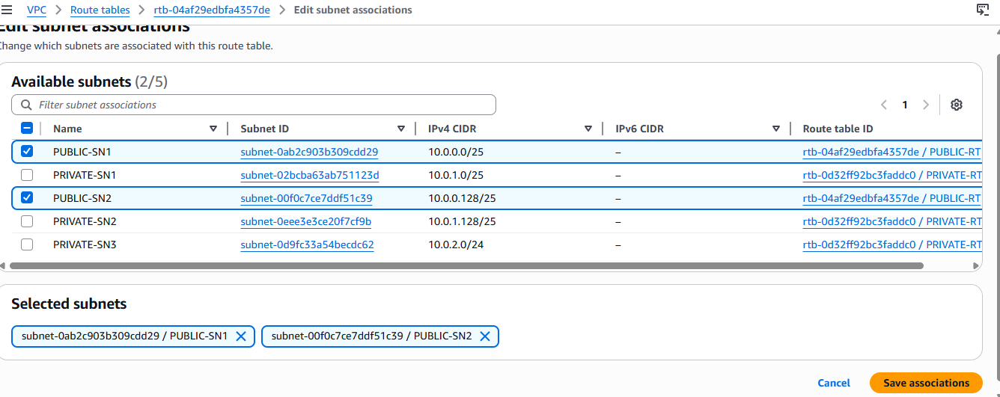 VPC > Route tables > rtb-04af29edbfa4357de > Edit subnet associations
Edit subnet associations
Change which subnets are associated with this route table.
Available subnets (2/5)
Filter subnet associations
1
Name Subnet ID IPv4 CIDR IPv6 CIDR Route table ID
PUBLIC-SN1 subnet-0ab2c903b309cdd29 10.0.0.0/25 – rtb-04af29edbfa4357de / PUBLIC-RT
PRIVATE-SN1 subnet-02bcba63ab751123d 10.0.1.0/25 – rtb-0d32ff92bc3faddc0 / PRIVATE-RT
PUBLIC-SN2 subnet-00f0c7ce7ddf51c39 10.0.0.128/25 – rtb-04af29edbfa4357de / PUBLIC-RT
PRIVATE-SN2 subnet-0eee3e3ce20f7cf9b 10.0.1.128/25 – rtb-0d32ff92bc3faddc0 / PRIVATE-RT
PRIVATE-SN3 subnet-0d9fc33a54becdc62 10.0.2.0/24 – rtb-0d32ff92bc3faddc0 / PRIVATE-RT
Selected subnets
subnet-0ab2c903b309cdd29 / PUBLIC-SN1 subnet-00f0c7ce7ddf51c39 / PUBLIC-SN2
Cancel Save associations